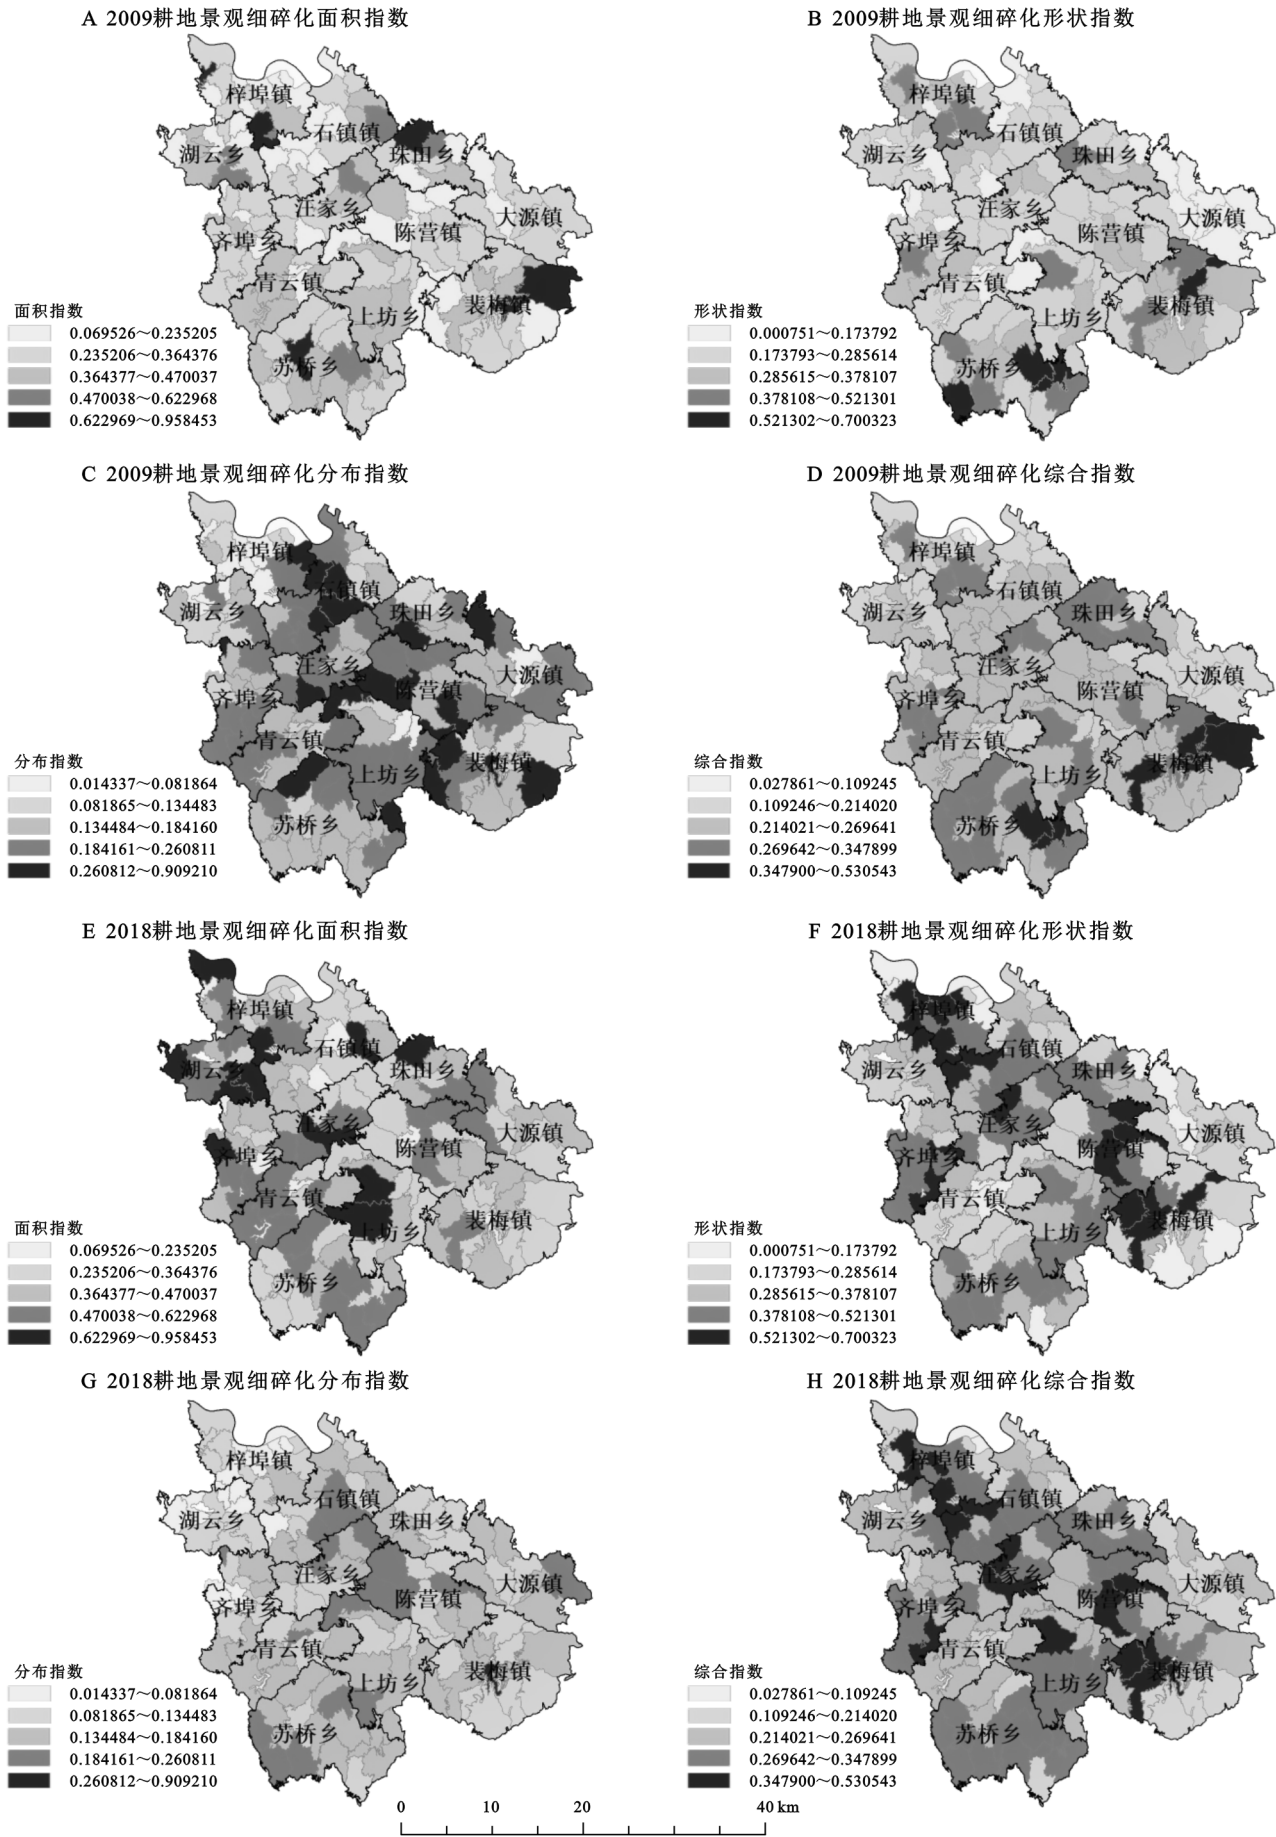 A 2009耕地景观细碎化面积指数
梓埠镇
石镇镇
湖云乡
珠田乡
汪家乡
大源镇
陈营镇
齐埠乡
青云镇
裴梅镇
上坊乡
苏桥乡
面积指数
0.069526～0.235205
0.235206～0.364376
0.364377～0.470037
0.470038～0.622968
0.622969～0.958453
B 2009耕地景观细碎化形状指数
梓埠镇
石镇镇
湖云乡
珠田乡
汪家乡
大源镇
陈营镇
齐埠乡
青云镇
裴梅镇
上坊乡
苏桥乡
形状指数
0.000751～0.173792
0.173793～0.285614
0.285615～0.378107
0.378108～0.521301
0.521302～0.700323
C 2009耕地景观细碎化分布指数
梓埠镇
石镇镇
湖云乡
珠田乡
汪家乡
大源镇
陈营镇
齐埠乡
青云镇
裴梅镇
上坊乡
苏桥乡
分布指数
0.014337～0.081864
0.081865～0.134483
0.134484～0.184160
0.184161～0.260811
0.260812～0.909210
D 2009耕地景观细碎化综合指数
梓埠镇
石镇镇
湖云乡
珠田乡
汪家乡
大源镇
陈营镇
齐埠乡
青云镇
裴梅镇
上坊乡
苏桥乡
综合指数
0.027861～0.109245
0.109246～0.214020
0.214021～0.269641
0.269642～0.347899
0.347900～0.530543
E 2018耕地景观细碎化面积指数
梓埠镇
石镇镇
湖云乡
珠田乡
汪家乡
大源镇
陈营镇
齐埠乡
青云镇
裴梅镇
上坊乡
苏桥乡
面积指数
0.069526～0.235205
0.235206～0.364376
0.364377～0.470037
0.470038～0.622968
0.622969～0.958453
F 2018耕地景观细碎化形状指数
梓埠镇
石镇镇
湖云乡
珠田乡
汪家乡
大源镇
陈营镇
齐埠乡
青云镇
裴梅镇
上坊乡
苏桥乡
形状指数
0.000751～0.173792
0.173793～0.285614
0.285615～0.378107
0.378108～0.521301
0.521302～0.700323
G 2018耕地景观细碎化分布指数
梓埠镇
石镇镇
湖云乡
珠田乡
汪家乡
大源镇
陈营镇
齐埠乡
青云镇
裴梅镇
上坊乡
苏桥乡
分布指数
0.014337～0.081864
0.081865～0.134483
0.134484～0.184160
0.184161～0.260811
0.260812～0.909210
H 2018耕地景观细碎化综合指数
梓埠镇
石镇镇
湖云乡
珠田乡
汪家乡
大源镇
陈营镇
齐埠乡
青云镇
裴梅镇
上坊乡
苏桥乡
综合指数
0.027861～0.109245
0.109246～0.214020
0.214021～0.269641
0.269642～0.347899
0.347900～0.530543
0 10 20 40 km